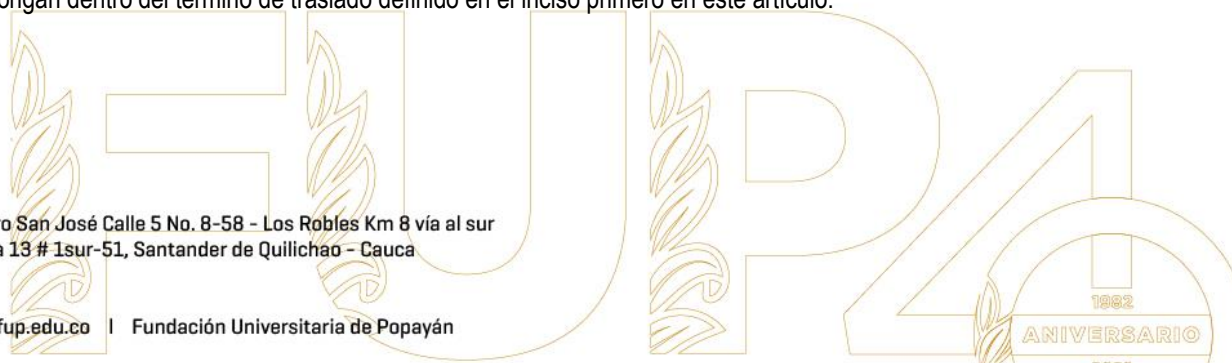 dentro del término de traslado definido en el inciso primero en este artículo.
FUP4
San José Calle 5 No. 8-58 - Los Robles Km 8 vía al sur
13 # 1sur-51, Santander de Quilichao - Cauca
fup.edu.co | Fundación Universitaria de Popayán
1982
ANIVERSARIO